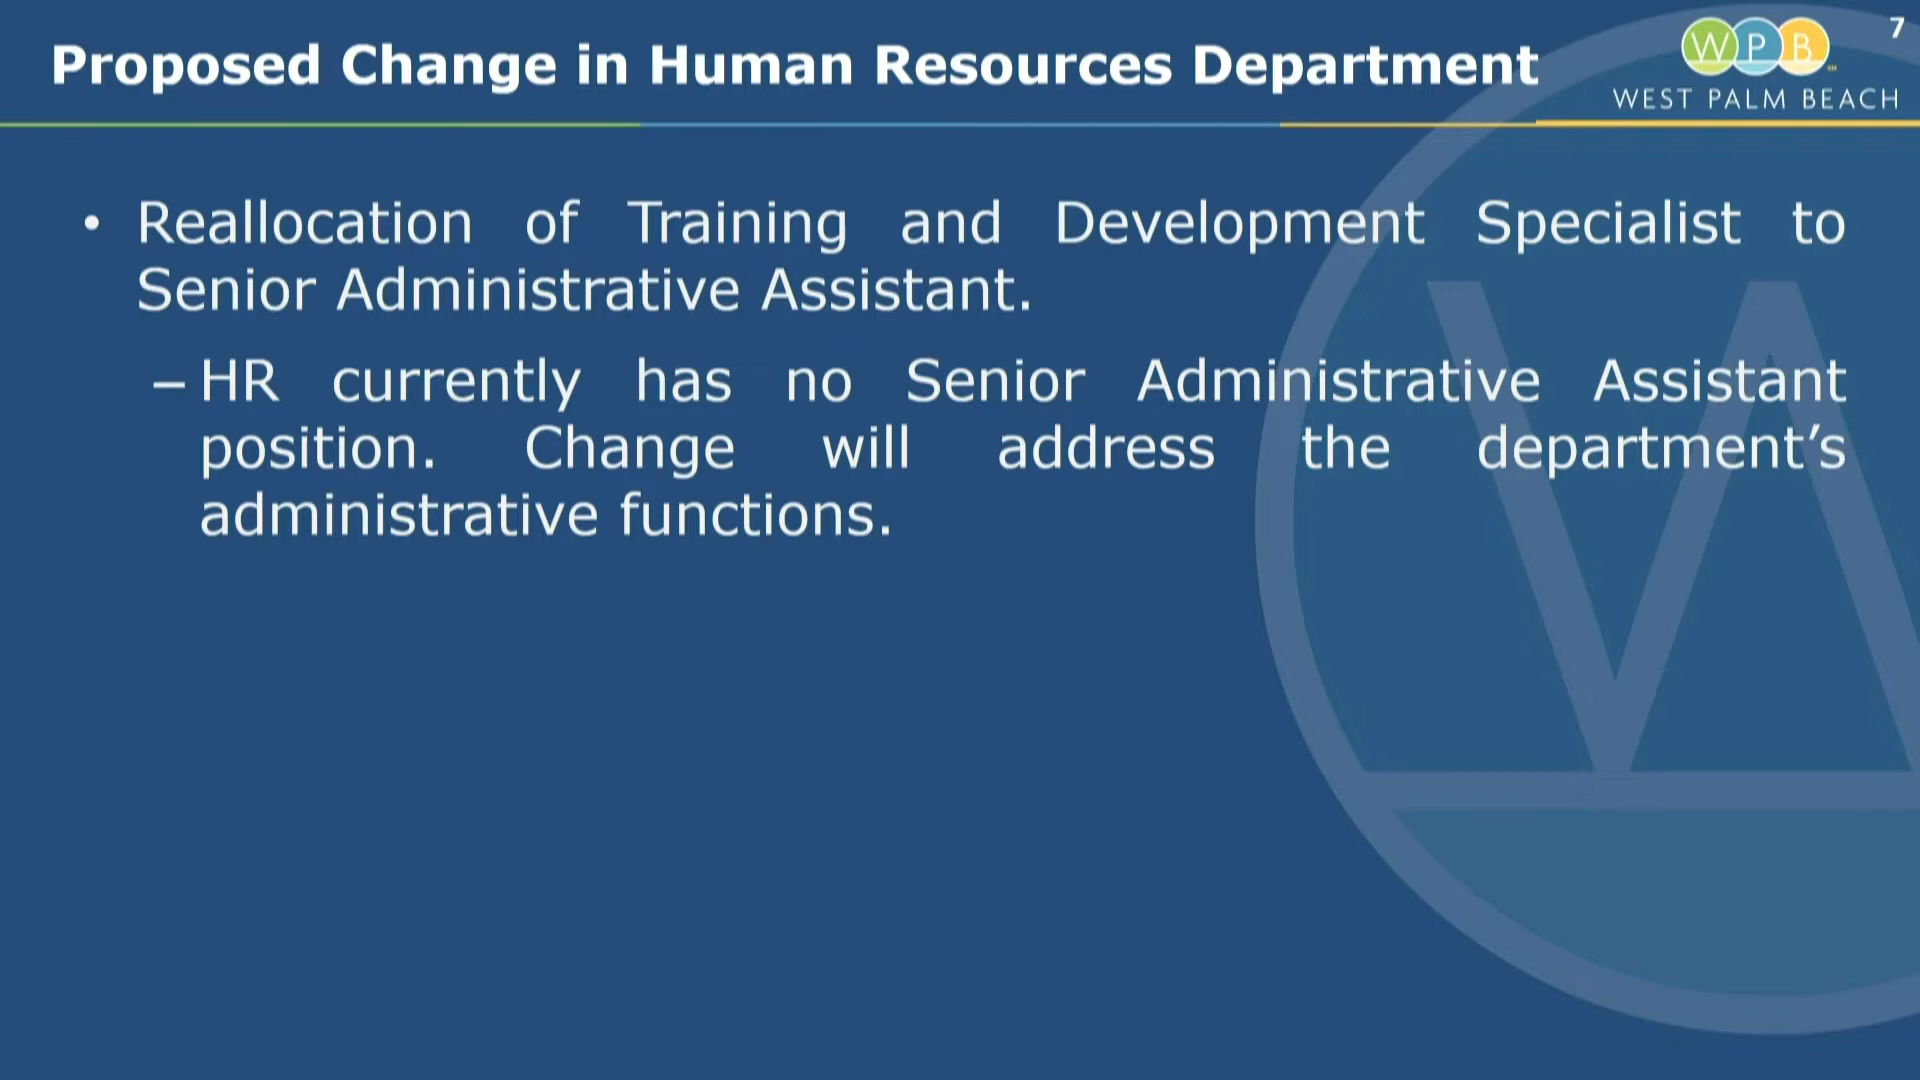 Proposed Change in Human Resources Department
WPB
WEST PALM BEACH
7
• Reallocation of Training and Development Specialist to
Senior Administrative Assistant.
– HR currently has no Senior Administrative Assistant
position. Change will address the department’s
administrative functions.